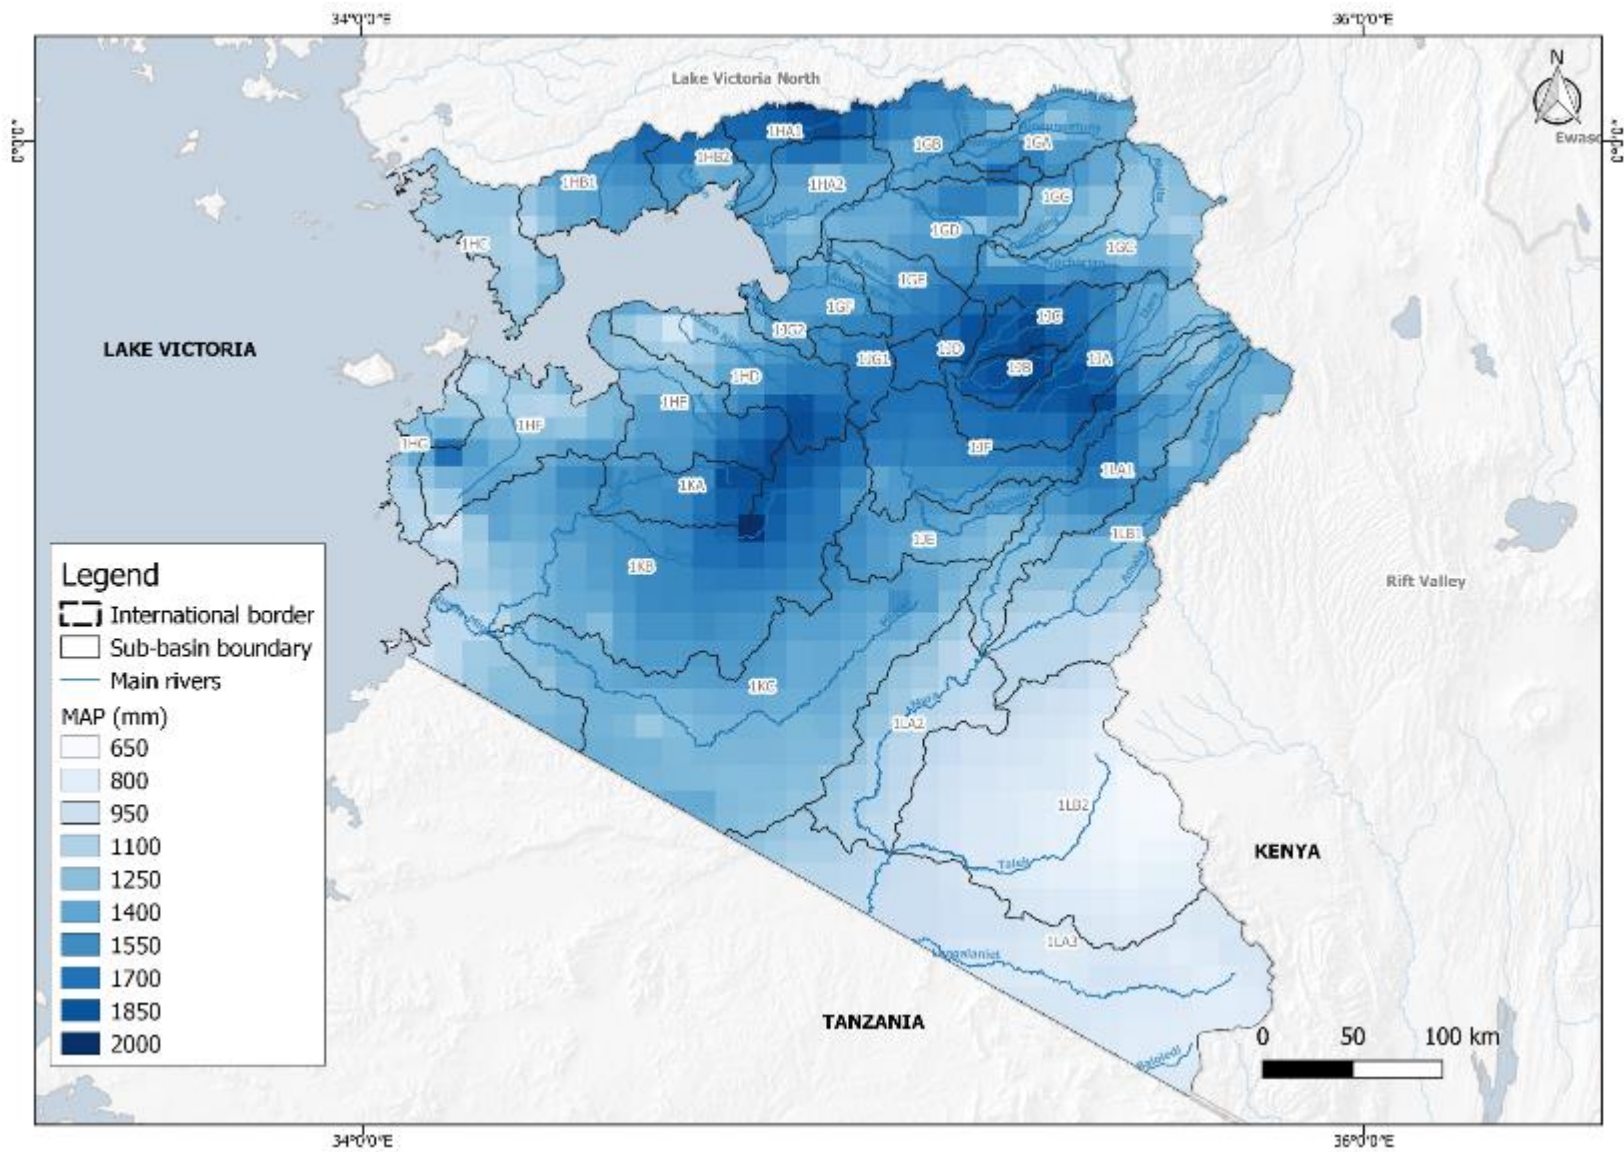 34°0'0"E
36°0'0"E
N
Lake Victoria North
0°0'0"
0°0'0"
Ewaso
1HA1
1GB
1GA
1HB2
1HB1
1HA2
1GG
1HC
1GD
1GC
1GE
1GF
1JC
1JG2
LAKE VICTORIA
1JG1
1JD
1JA
1JB
1HD
1HE
1HF
1HG
1JF
1LA1
1KA
1LB1
1JE
1KB
Rift Valley
Legend
International border
Sub-basin boundary
Main rivers
MAP (mm)
650
800
950
1100
1250
1400
1550
1700
1850
2000
1KC
Mara
1LA2
1LB2
KENYA
Talek
1LA3
TANZANIA
0 50 100 km
34°0'0"E
36°0'0"E